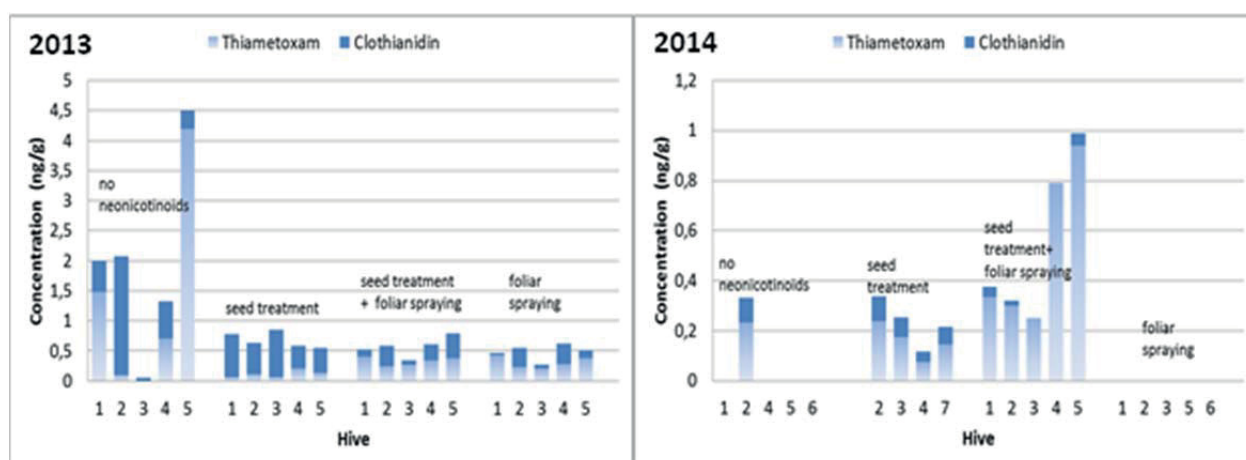 2013
Thiametoxam Clothianidin
Concentration (ng/g)
5
4,5
4
3,5
3
2,5
2
1,5
1
0,5
0
no
neonicotinoids
seed treatment
seed treatment
+ foliar spraying
foliar
spraying
1 2 3 4 5 1 2 3 4 5 1 2 3 4 5 1 2 3 4 5
Hive
2014
Thiametoxam Clothianidin
Concentration (ng/g)
1,2
1
0,8
0,6
0,4
0,2
0
no
neonicotinoids
seed
treatment
seed
treatment+
foliar spraying
foliar
spraying
1 2 4 5 6 2 3 4 7 1 2 3 4 5 1 2 3 5 6
Hive